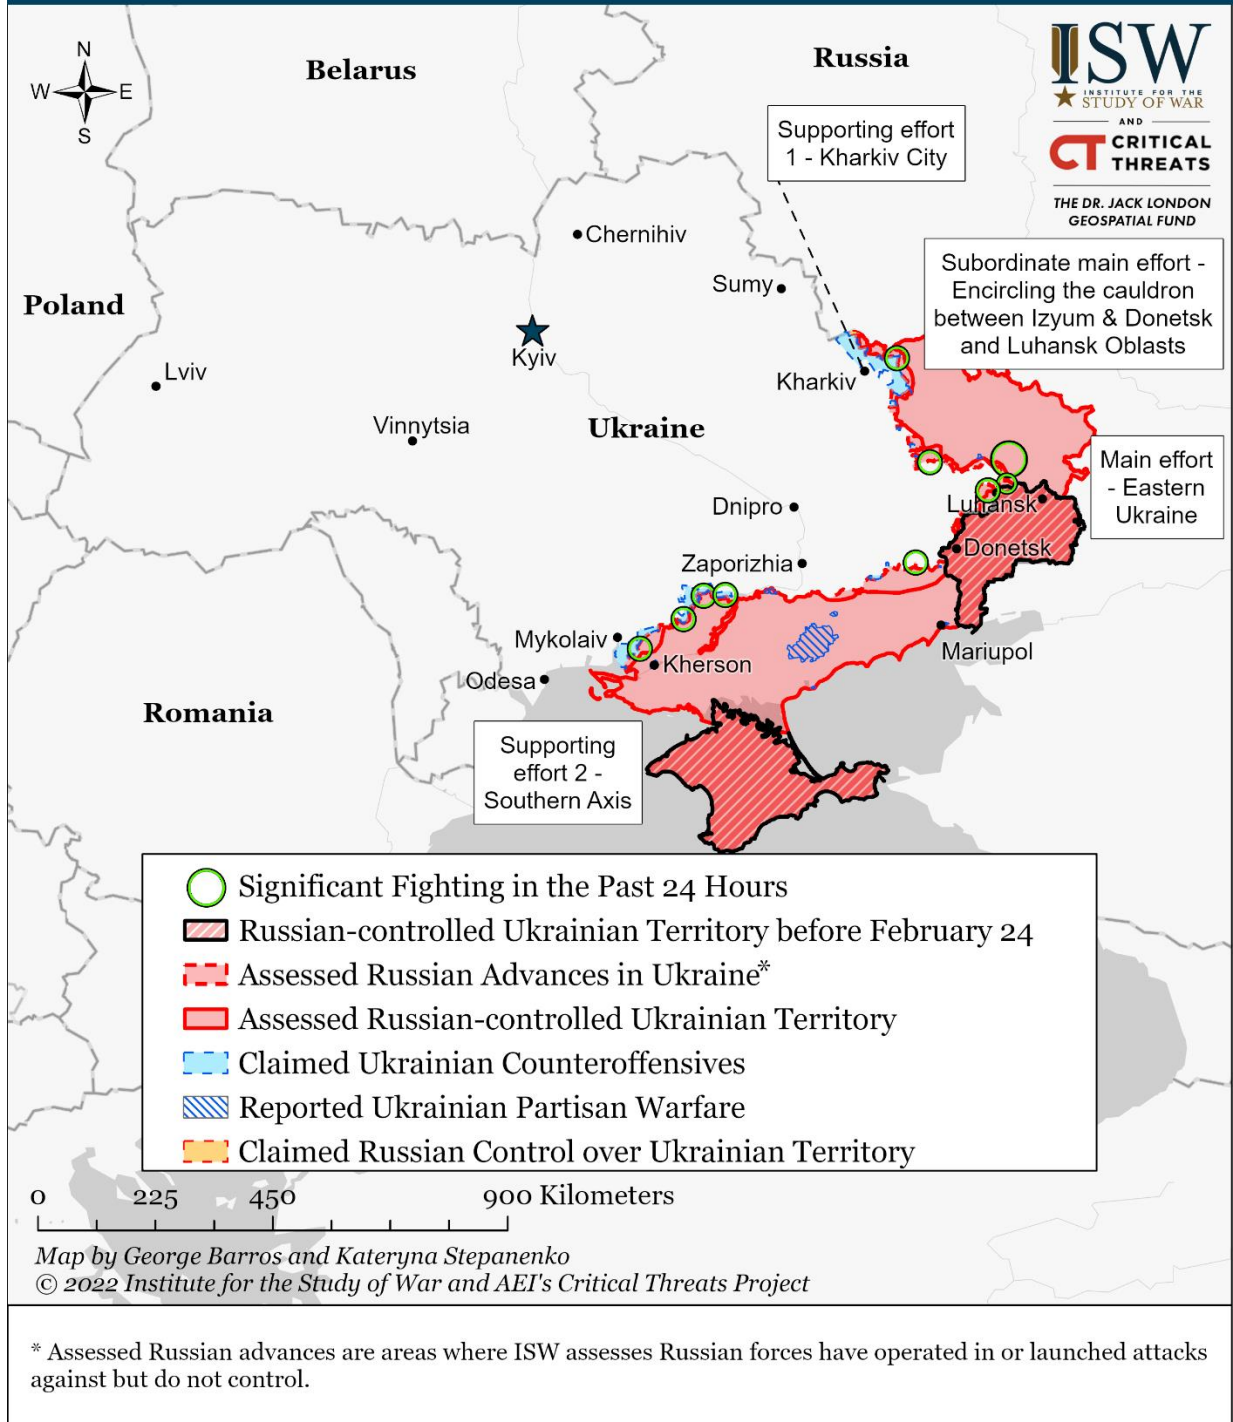 N
W
E
S
Belarus
Russia
ISW
INSTITUTE FOR THE
STUDY OF WAR
AND
CT CRITICAL
THREATS
THE DR. JACK LONDON
GEOSPATIAL FUND
Supporting effort
1 - Kharkiv City
Chernihiv
Sumy
Subordinate main effort -
Encircling the cauldron
between Izyum & Donetsk
and Luhansk Oblasts
Poland
Kyiv
Lviv
Kharkiv
Vinnytsia
Ukraine
Main effort
- Eastern
Ukraine
Dnipro
Luhansk
Donetsk
Zaporizhia
Mykolaiv
Kherson
Mariupol
Odesa
Romania
Supporting
effort 2 -
Southern Axis
Significant Fighting in the Past 24 Hours
Russian-controlled Ukrainian Territory before February 24
Assessed Russian Advances in Ukraine*
Assessed Russian-controlled Ukrainian Territory
Claimed Ukrainian Counteroffensives
Reported Ukrainian Partisan Warfare
Claimed Russian Control over Ukrainian Territory
0 225 450 900 Kilometers
Map by George Barros and Kateryna Stepanenko
© 2022 Institute for the Study of War and AEI's Critical Threats Project
* Assessed Russian advances are areas where ISW assesses Russian forces have operated in or launched attacks
against but do not control.